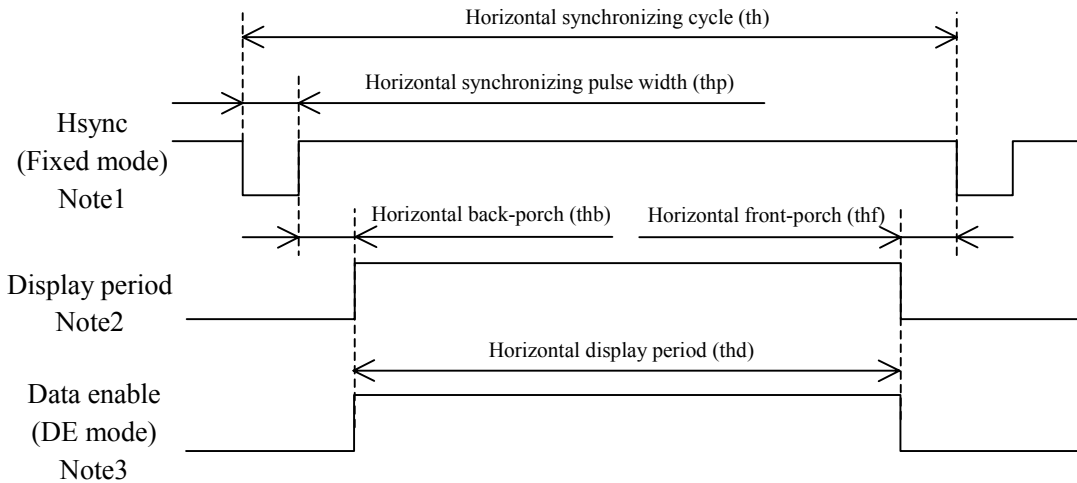 Horizontal synchronizing cycle (th)
Horizontal synchronizing pulse width (thp)
Hsync
(Fixed mode)
Note1
Horizontal back-porch (thb)
Horizontal front-porch (thf)
Display period
Note2
Horizontal display period (thd)
Data enable
(DE mode)
Note3